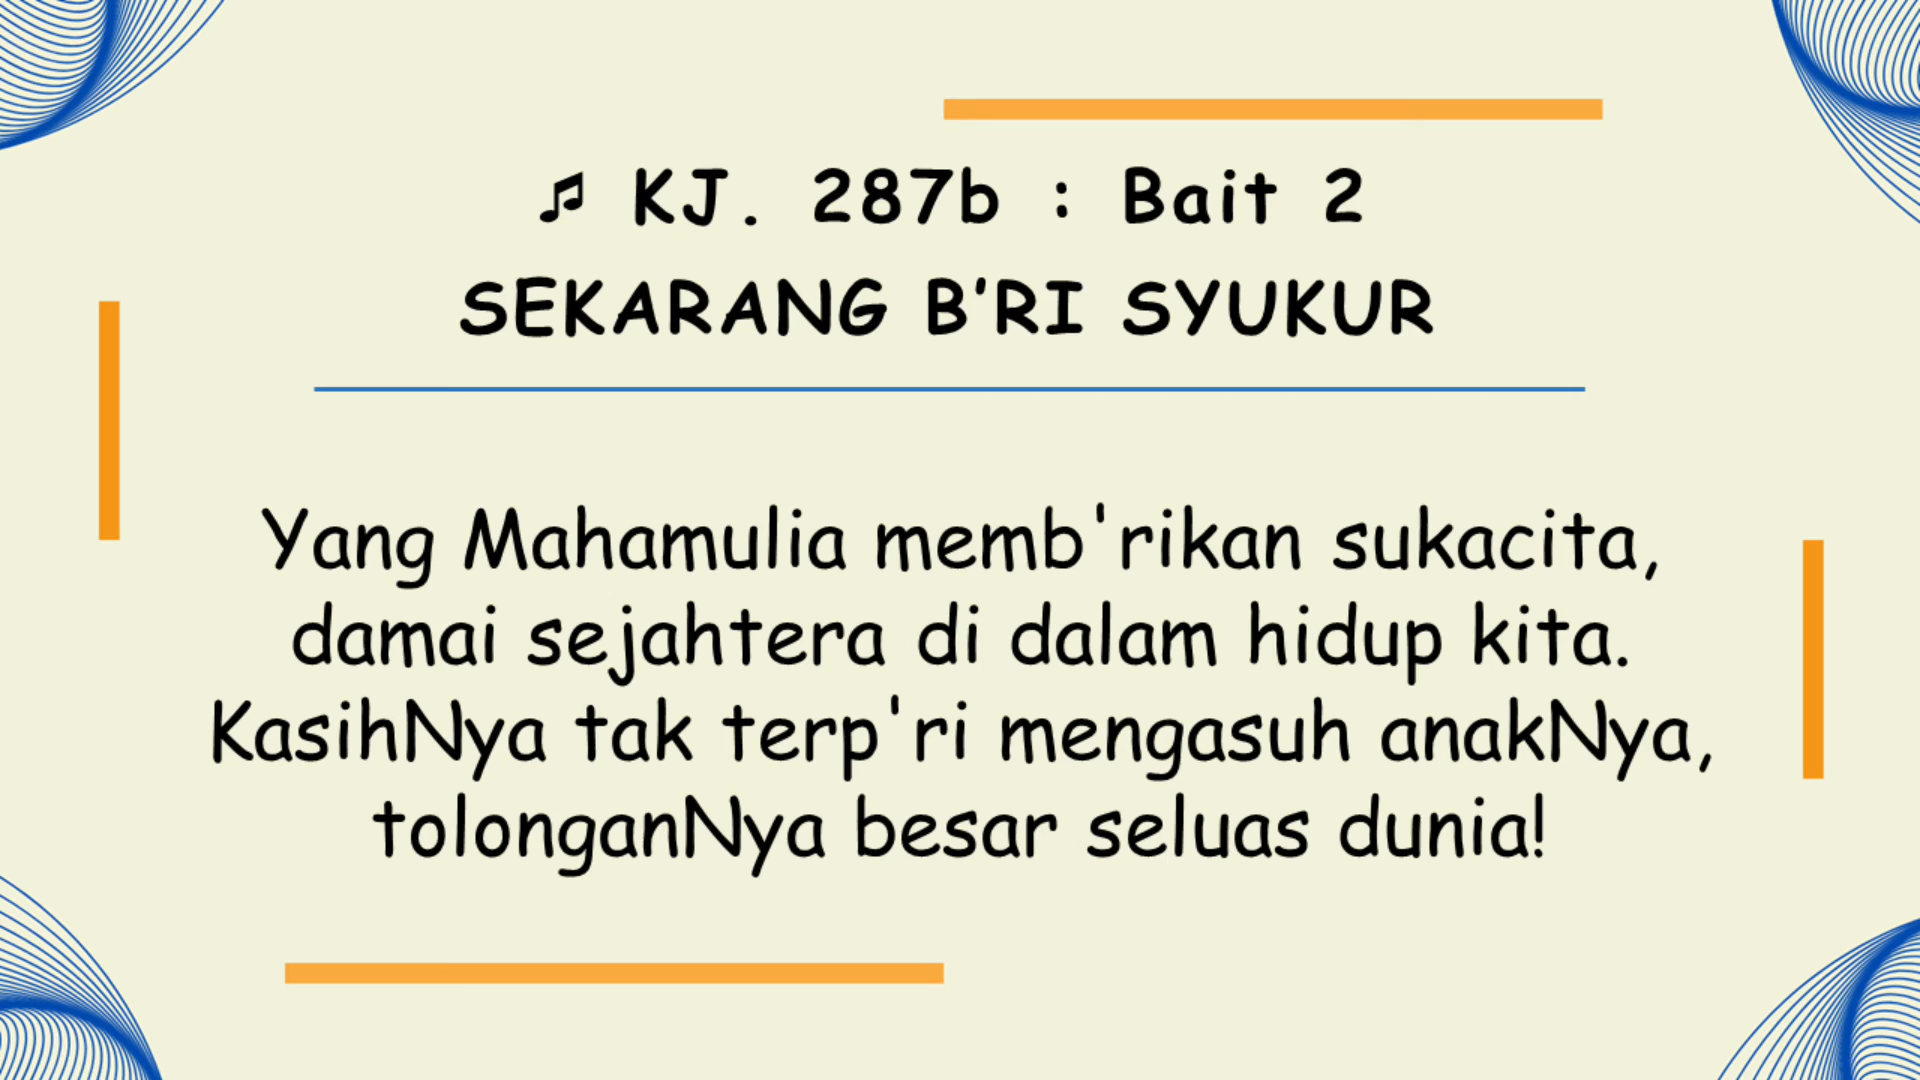 ♫ KJ. 287b : Bait 2
SEKARANG B'RI SYUKUR
Yang Mahamulia memb'rikan sukacita,
damai sejahtera di dalam hidup kita.
KasihNya tak terp'ri mengasuh anakNya,
tolonganNya besar seluas dunia!